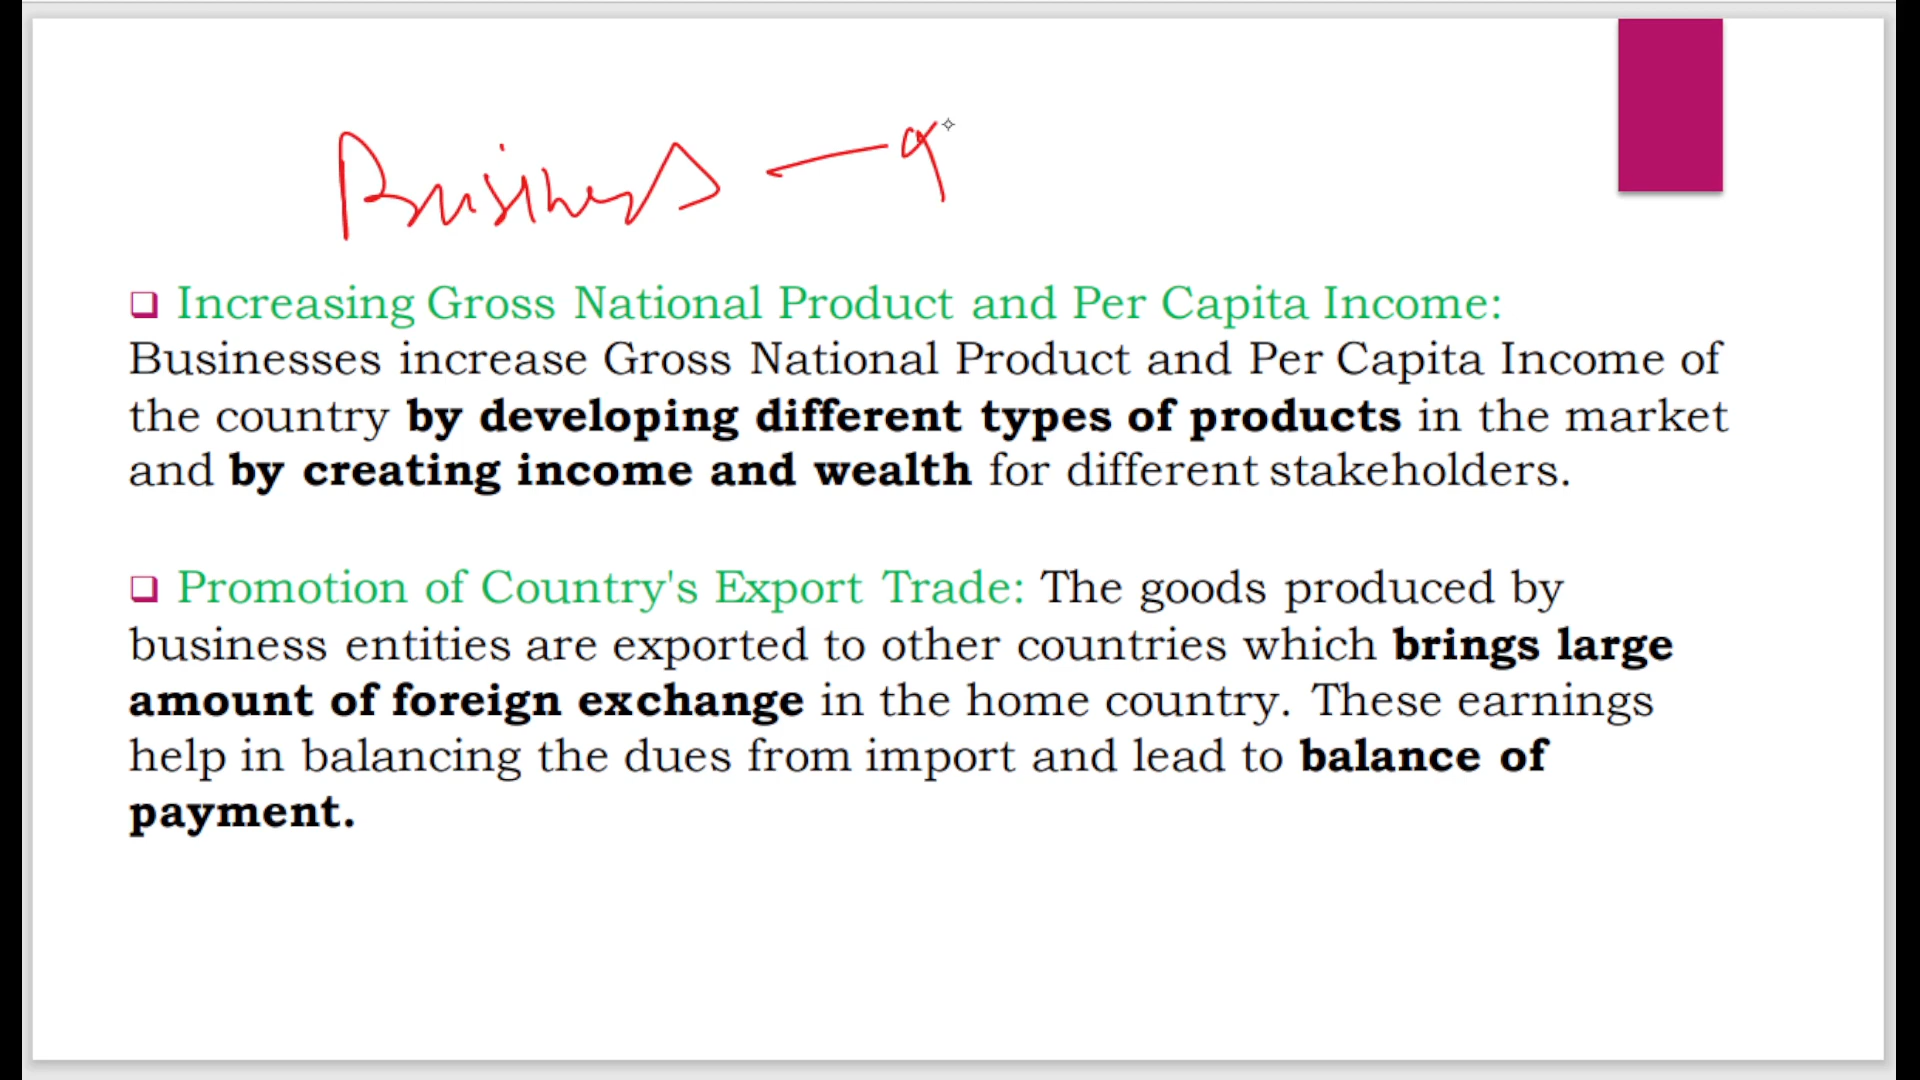 Business
❑ Increasing Gross National Product and Per Capita Income:
Businesses increase Gross National Product and Per Capita Income of
the country by developing different types of products in the market
and by creating income and wealth for different stakeholders.
❑ Promotion of Country's Export Trade: The goods produced by
business entities are exported to other countries which brings large
amount of foreign exchange in the home country. These earnings
help in balancing the dues from import and lead to balance of
payment.